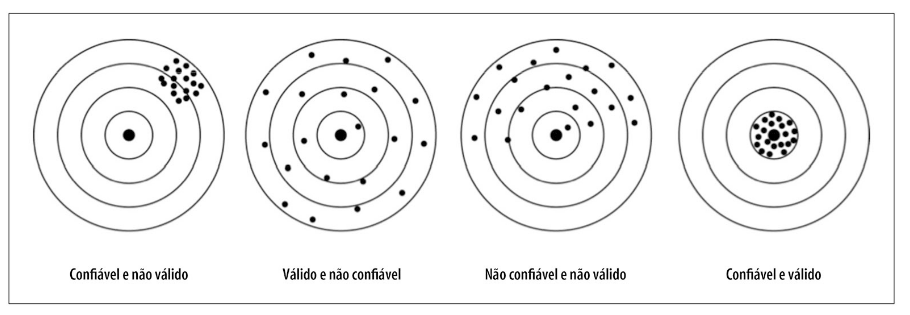 Confiável e não válido
Válido e não confiável
Não confiável e não válido
Confiável e válido